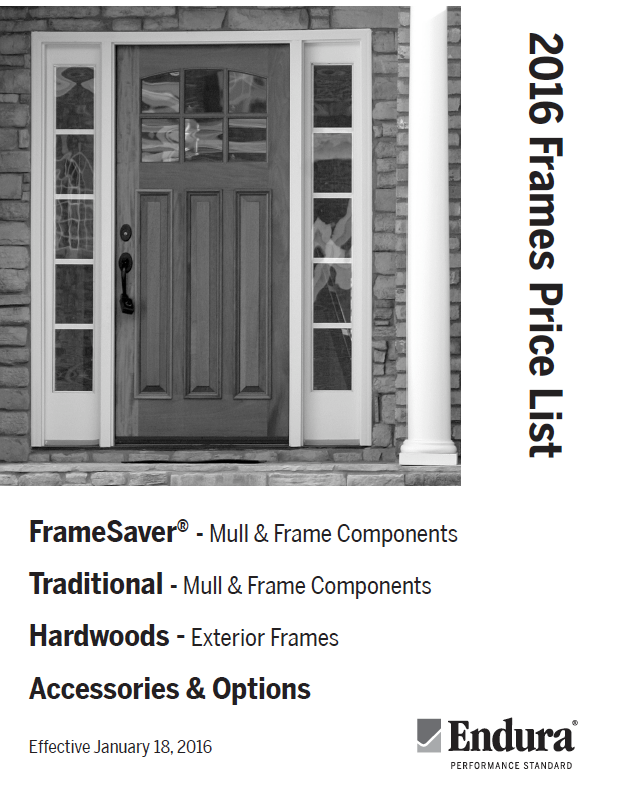 2016 Frames Price List
FrameSaver® - Mull & Frame Components
Traditional - Mull & Frame Components
Hardwoods - Exterior Frames
Accessories & Options
Effective January 18, 2016
Endura®
PERFORMANCE STANDARD